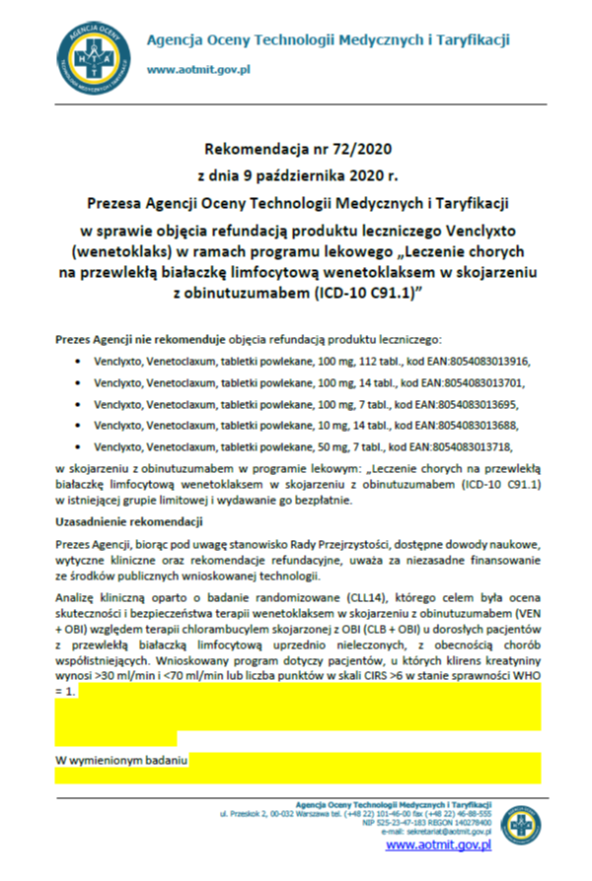 Agencja Oceny Technologii Medycznych i Taryfikacji
www.aotmit.gov.pl
Rekomendacja nr 72/2020
z dnia 9 października 2020 r.
Prezesa Agencji Oceny Technologii Medycznych i Taryfikacji
w sprawie objęcia refundacją produktu leczniczego Venclyxto
(wenetoklaks) w ramach programu lekowego „Leczenie chorych
na przewlekłą białaczkę limfocytową wenetoklaksem w skojarzeniu
z obinutuzumabem (ICD-10 C91.1)”
Prezes Agencji nie rekomenduje objęcia refundacją produktu leczniczego:
• Venclyxto, Venetoclaxum, tabletki powlekane, 100 mg, 112 tabl., kod EAN:8054083013916,
• Venclyxto, Venetoclaxum, tabletki powlekane, 100 mg, 14 tabl., kod EAN:8054083013701,
• Venclyxto, Venetoclaxum, tabletki powlekane, 100 mg, 7 tabl., kod EAN:8054083013695,
• Venclyxto, Venetoclaxum, tabletki powlekane, 10 mg, 14 tabl., kod EAN:8054083013688,
• Venclyxto, Venetoclaxum, tabletki powlekane, 50 mg, 7 tabl., kod EAN:8054083013718,
w skojarzeniu z obinutuzumabem w programie lekowym: „Leczenie chorych na przewlekłą
białaczkę limfocytową wenetoklaksem w skojarzeniu z obinutuzumabem (ICD-10 C91.1)
w istniejącej grupie limitowej i wydawanie go bezpłatnie.
Uzasadnienie rekomendacji
Prezes Agencji, biorąc pod uwagę stanowisko Rady Przejrzystości, dostępne dowody naukowe,
wytyczne kliniczne oraz rekomendacje refundacyjne, uważa za niezasadne finansowanie
ze środków publicznych wnioskowanej technologii.
Analizę kliniczną oparto o badanie randomizowane (CLL14), którego celem była ocena
skuteczności i bezpieczeństwa terapii wenetoklaksem w skojarzeniu z obinutuzumabem (VEN
+ OBI) względem terapii chlorambucylem skojarzonej z OBI (CLB + OBI) u dorosłych pacjentów
z przewlekłą białaczką limfocytową uprzednio nieleczonych, z obecnością chorób
współistniejących. Wnioskowany program dotyczy pacjentów, u których klirens kreatyniny
wynosi >30 ml/min i <70 ml/min lub liczba punktów w skali CIRS >6 w stanie sprawności WHO
= 1.
W wymienionym badaniu
Agencja Oceny Technologii Medycznych i Taryfikacji
ul. Przeskok 2, 00-032 Warszawa tel. (+48 22) 101-46-00 fax (+48 22) 46-88-555
NIP 525-23-47-183 REGON 140278400
e-mail: sekretariat@aotmit.gov.pl
www.aotmit.gov.pl